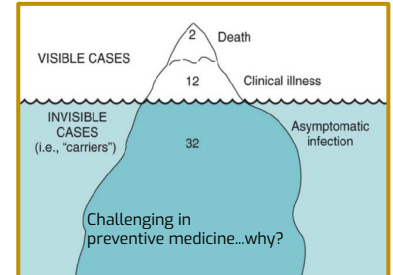 2
Death
VISIBLE CASES
12
Clinical illness
INVISIBLE
CASES
(i.e., "carriers")
Asymptomatic
infection
32
Challenging in
preventive medicine...why?